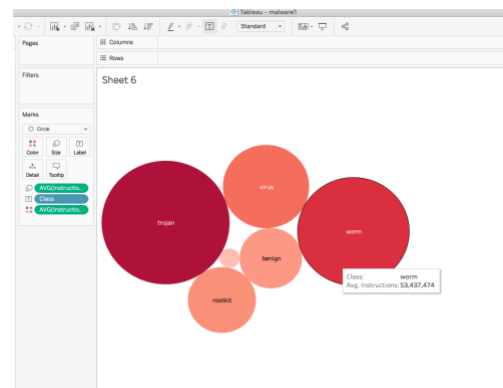 Tableau - malware1
Standard
Pages
Columns
Rows
Filters
Sheet 6
Marks
Circle
Color Size Label
Detail Tooltip
AVG(Instructio..
Class
AVG(Instructio..
virus
trojan
worm
benign
rootkit
Class: worm
Avg. Instructions: 53,437,474